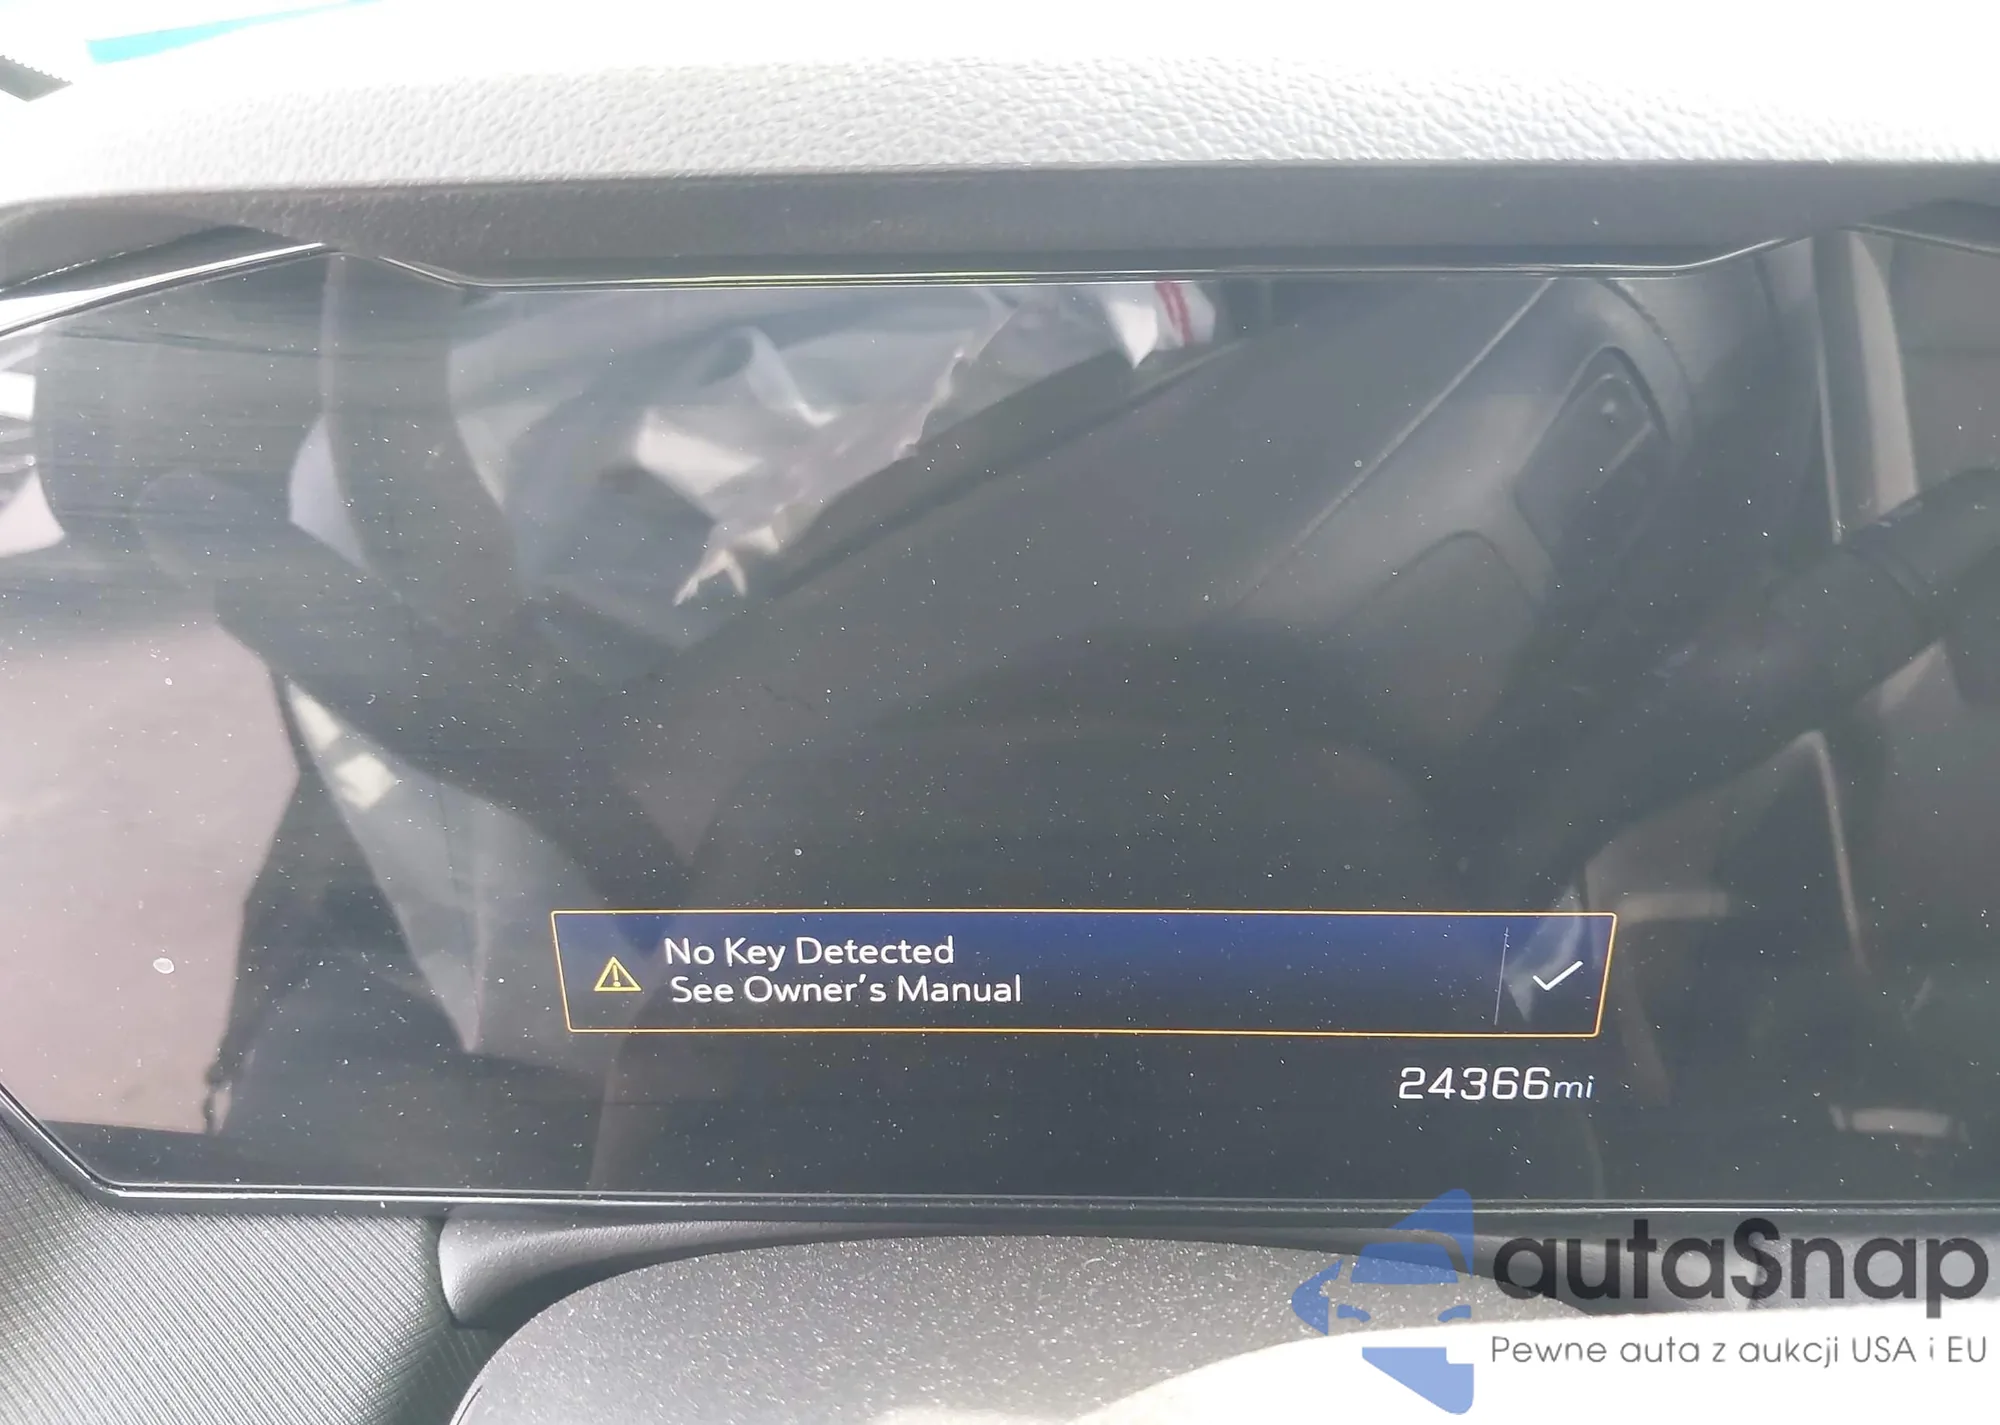 No Key Detected
See Owner's Manual
24366mi
autaSnap
Pewne auta z aukcji USA i EU